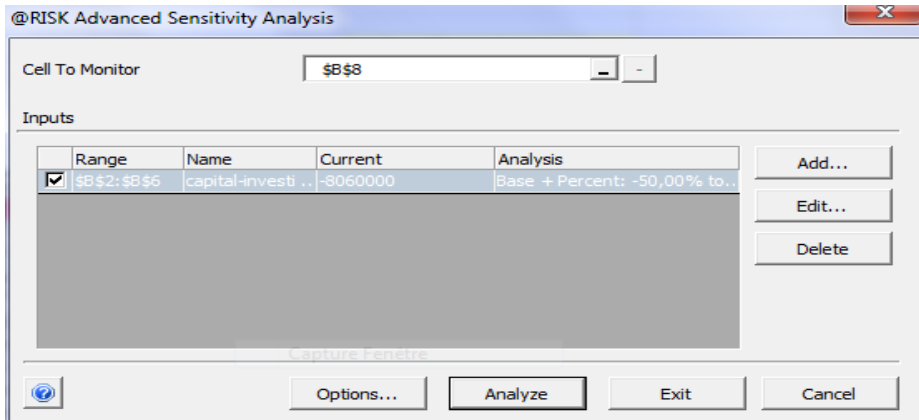 @RISK Advanced Sensitivity Analysis
Cell To Monitor $B$8 -
Inputs
Range Name Current Analysis Add...
$B$2:$B$6 capital-investi ... -8060000 Base + Percent: -50,00% to...
Edit...
Delete
Capture Fenêtre
Options... Analyze Exit Cancel